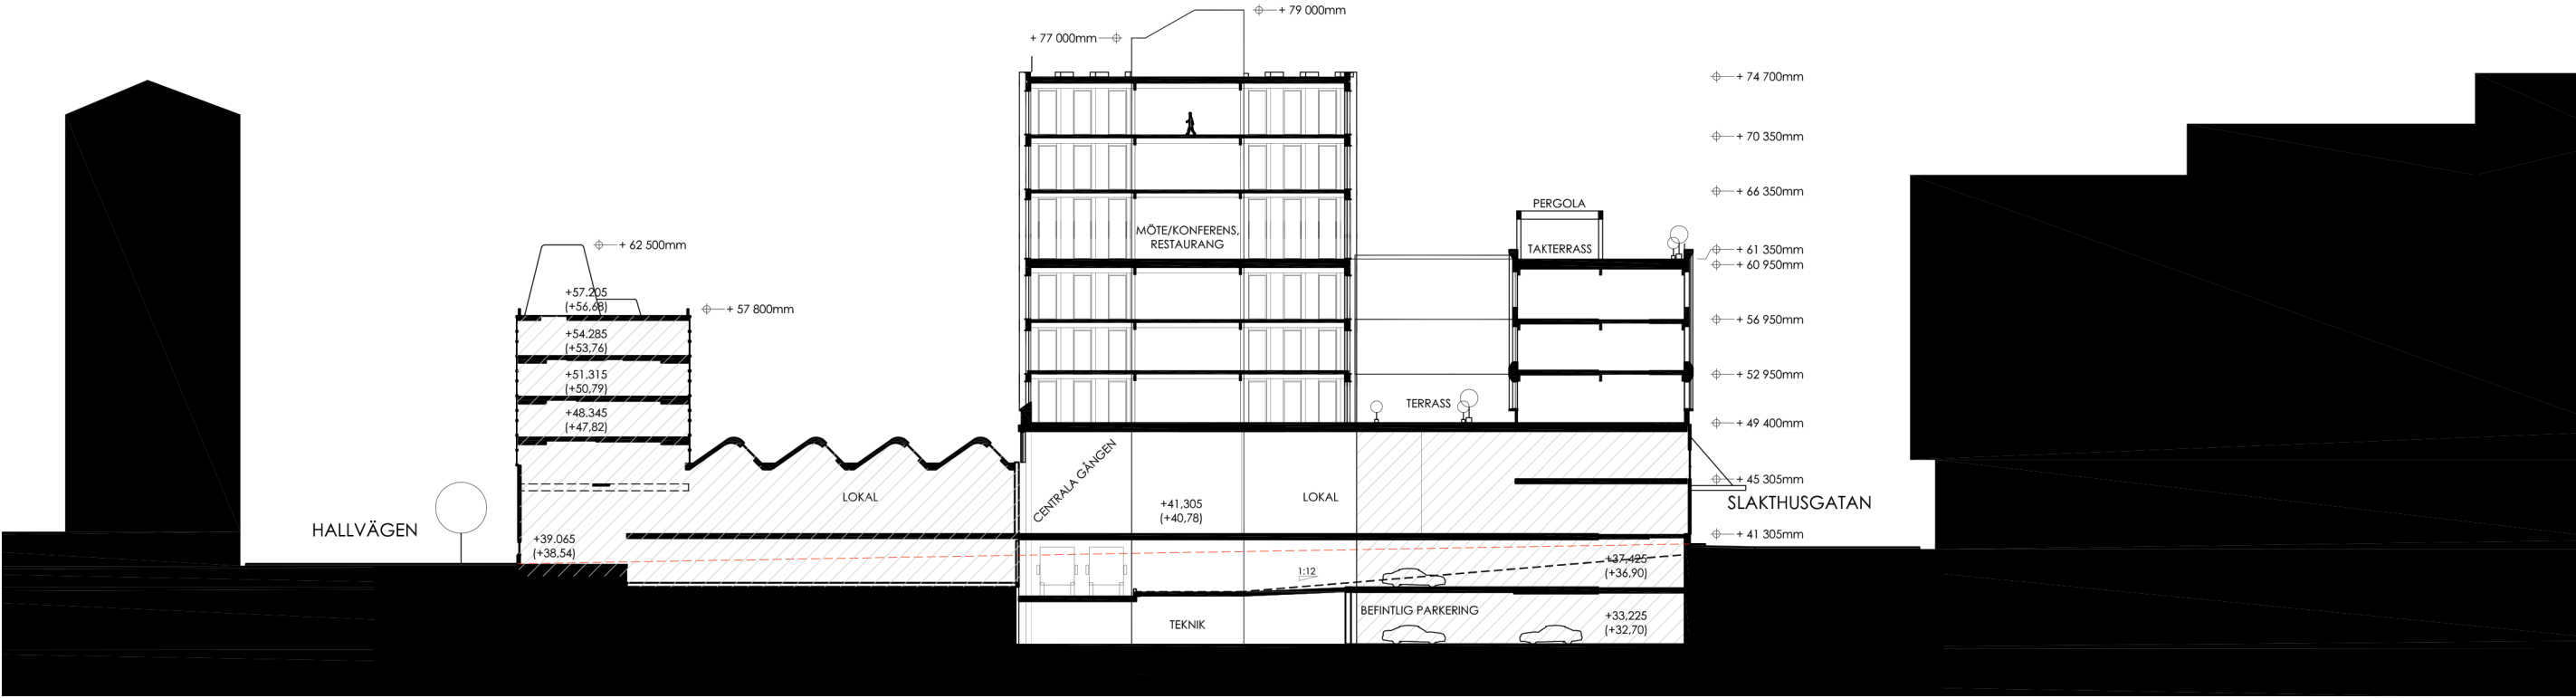 + 79 000mm
+ 77 000mm
+ 74 700mm
+ 70 350mm
+ 66 350mm
PERGOLA
MÖTE/KONFERENS,
RESTAURANG
TAKTERRASS
+ 62 500mm
+ 61 350mm
+ 60 950mm
+57.205
(+56,68)
+ 57 800mm
+ 56 950mm
+54.285
(+53,76)
+51.315
(+50,79)
+ 52 950mm
+48.345
(+47,82)
TERRASS
+ 49 400mm
CENTRALA GÅNGEN
LOKAL
LOKAL
+41,305
(+40,78)
+ 45 305mm
SLAKTHUSGATAN
HALLVÄGEN
+39.065
(+38.54)
+ 41 305mm
+37,425
(+36,90)
1:12
BEFINTLIG PARKERING
+33,225
(+32,70)
TEKNIK